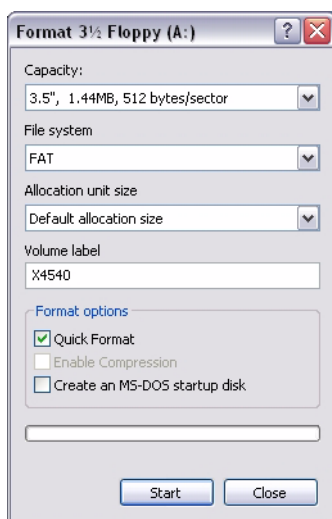 Format 3½ Floppy (A:)
Capacity:
3.5", 1.44MB, 512 bytes/sector
File system
FAT
Allocation unit size
Default allocation size
Volume label
X4540
Format options
Quick Format
Enable Compression
Create an MS-DOS startup disk
Start Close